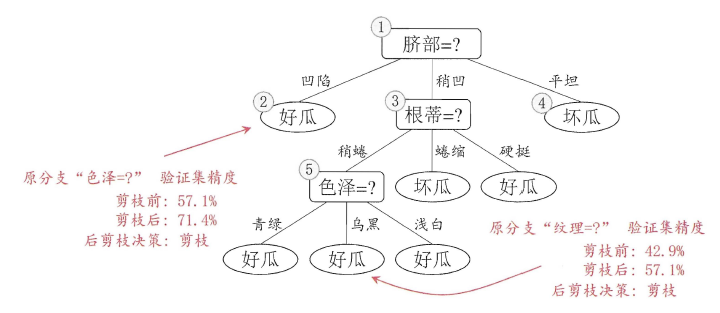 ①
脐部=?
凹陷 稍凹 平坦
② ③ ④
好瓜 根蒂=? 坏瓜
稍蜷 蜷缩 硬挺
⑤
色泽=? 坏瓜 好瓜
原分支“色泽=?” 验证集精度
剪枝前: 57.1%
剪枝后: 71.4%
后剪枝决策: 剪枝
青绿 乌黑 浅白
好瓜 好瓜 好瓜
原分支“纹理=?” 验证集精度
剪枝前: 42.9%
剪枝后: 57.1%
后剪枝决策: 剪枝